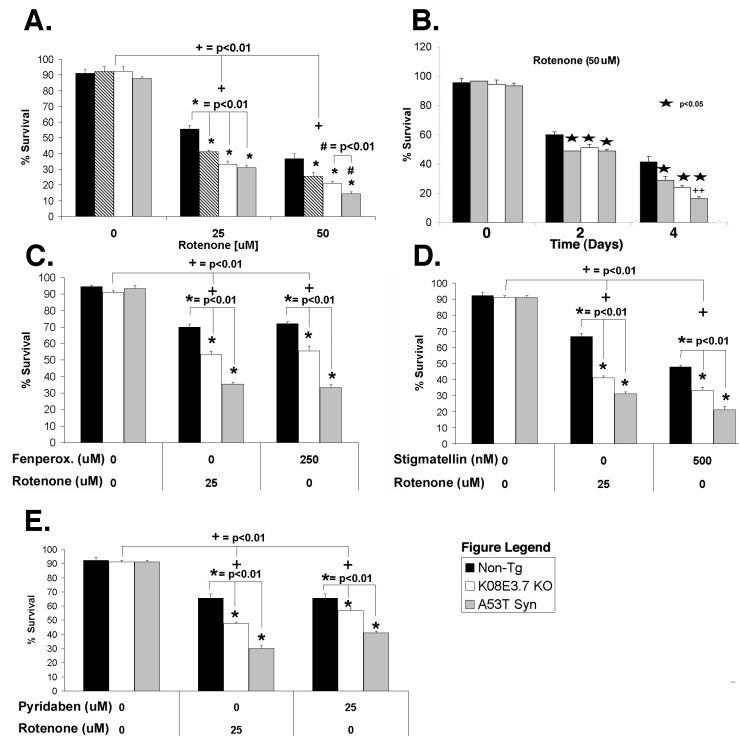 A.
+ = p<0.01
100
90
80
70
60
50
40
30
20
10
0
% Survival
+
* = p<0.01
* * *
+
# = p<0.01
#
* * *
0 25 50
Rotenone [uM]
B.
120
100
80
60
40
20
0
% Survival
Rotenone (50 uM)
★ p<0.05
★ ★ ★
★ ★ ★
++
0 2 4
Time (Days)
C.
+ = p<0.01
100
90
80
70
60
50
40
30
20
10
0
% Survival
+ +
*= p<0.01 *= p<0.01
* * * *
Fenperox. (uM) 0 0 250
Rotenone (uM) 0 25 0
D.
+ = p<0.01
100
90
80
70
60
50
40
30
20
10
0
% Survival
+ +
*= p<0.01
*= p<0.01
* * * *
Stigmatellin (nM) 0 0 500
Rotenone (uM) 0 25 0
E.
+ = p<0.01
100
90
80
70
60
50
40
30
20
10
0
% Survival
+ +
*= p<0.01 *= p<0.01
* * * *
Pyridaben (uM) 0 0 25
Rotenone (uM) 0 25 0
Figure Legend
Non-Tg
K08E3.7 KO
A53T Syn